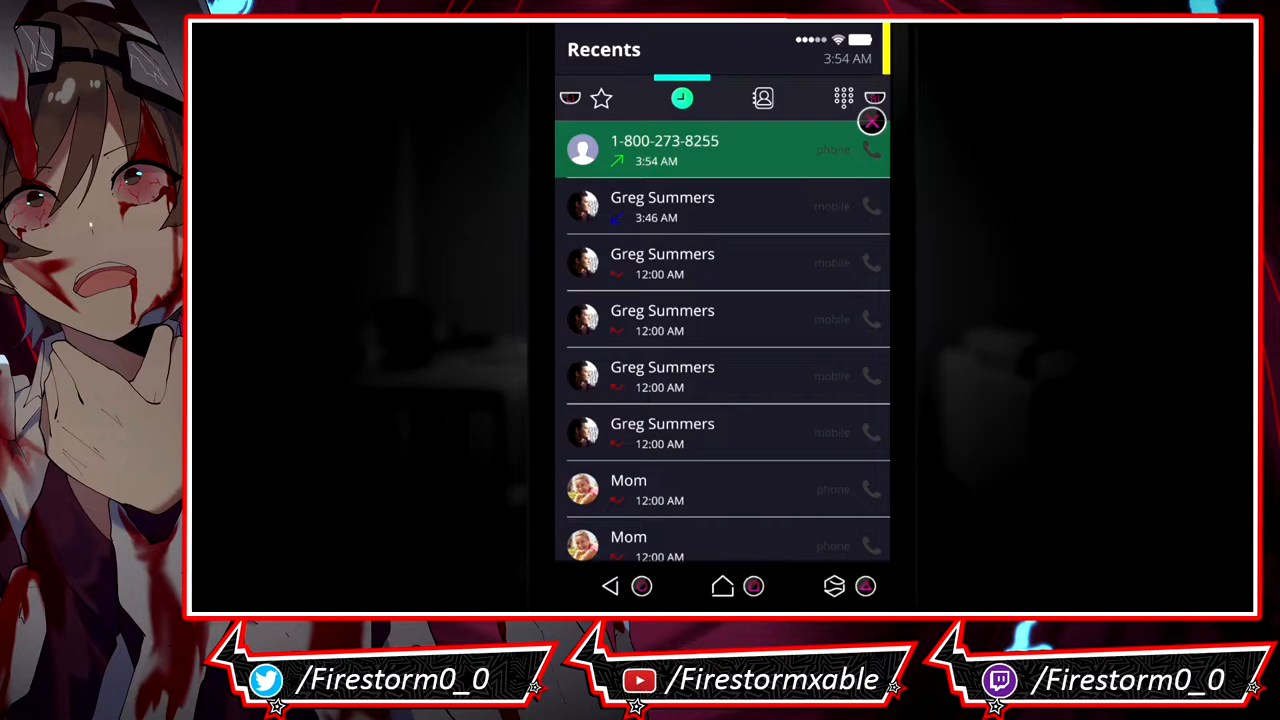 Recents
3:54 AM
1-800-273-8255
3:54 AM
phone
Greg Summers
3:46 AM
mobile
Greg Summers
12:00 AM
mobile
Greg Summers
12:00 AM
mobile
Greg Summers
12:00 AM
mobile
Greg Summers
12:00 AM
mobile
Mom
12:00 AM
phone
Mom
12:00 AM
phone
/Firestorm0_0
/Firestormxable
/Firestorm0_0